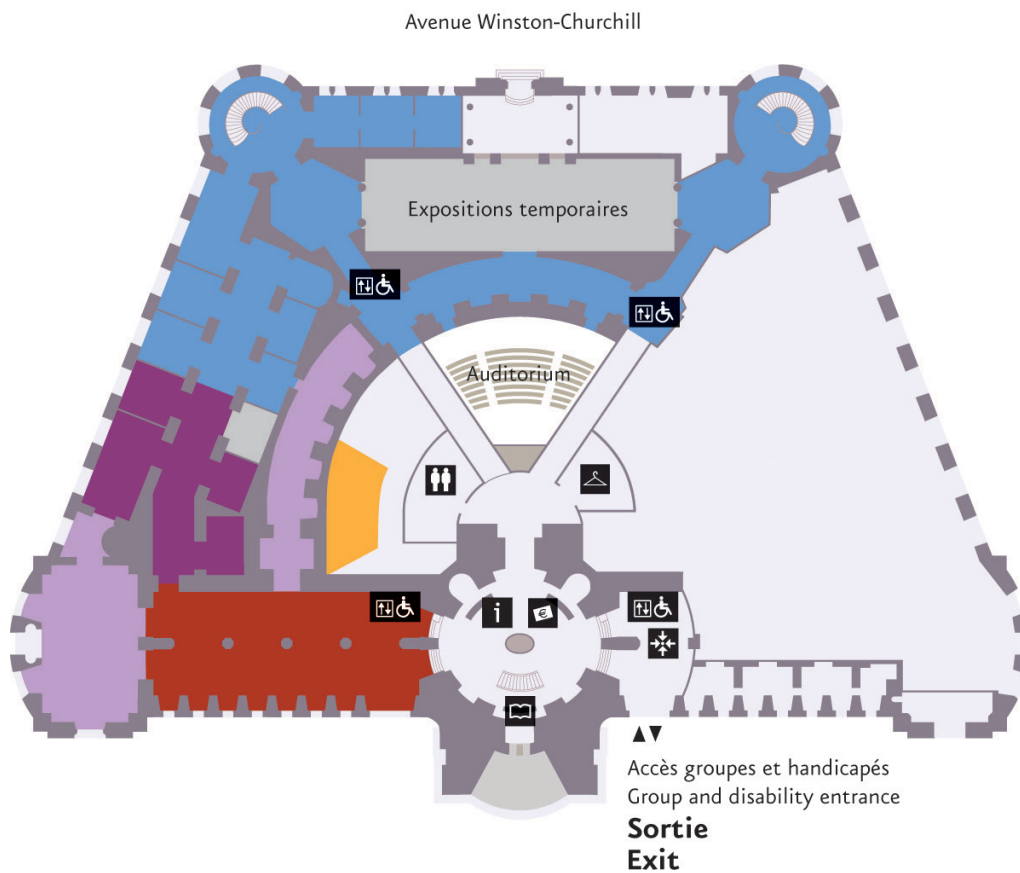 Avenue Winston-Churchill
Expositions temporaires
Auditorium
i
€
Accès groupes et handicapés
Group and disability entrance
Sortie
Exit